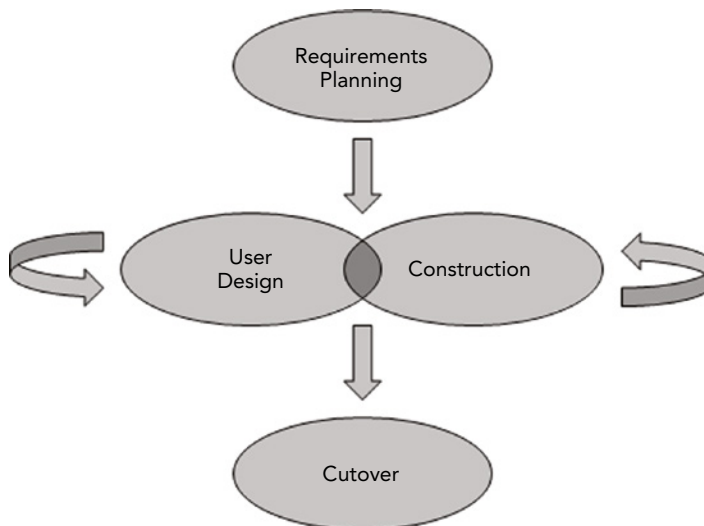 Requirements
Planning
User
Design
Construction
Cutover